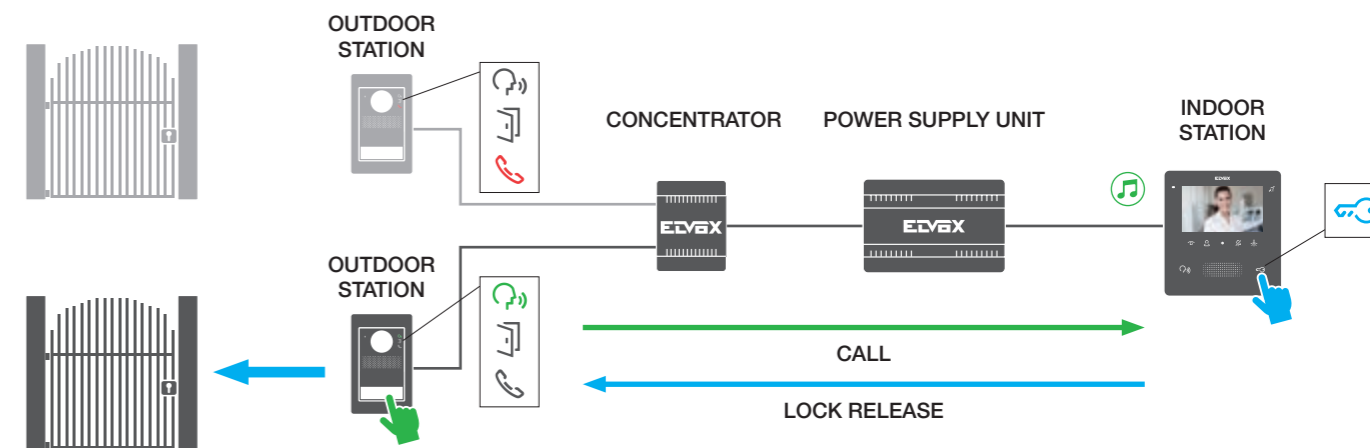 OUTDOOR
STATION
CONCENTRATOR
POWER SUPPLY UNIT
INDOOR
STATION
ELVOX
ELVOX
ELVOX
OUTDOOR
STATION
CALL
LOCK RELEASE